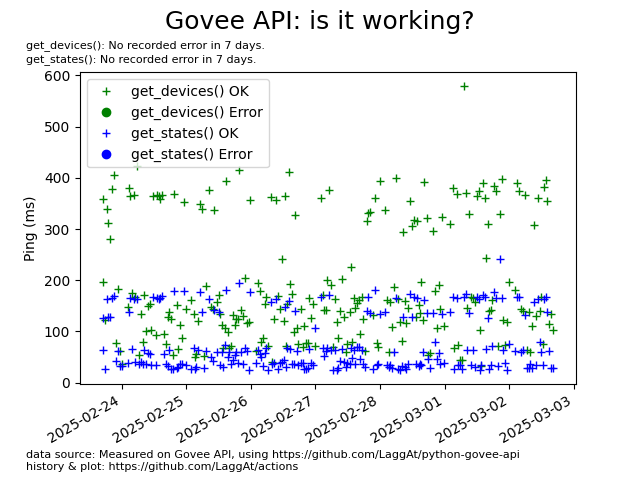 Govee API: is it working?
get_devices(): No recorded error in 7 days.
get_states(): No recorded error in 7 days.
600
500
400
300
200
100
0
Ping (ms)
get_devices() OK
get_devices() Error
get_states() OK
get_states() Error
2025-02-24
2025-02-25
2025-02-26
2025-02-27
2025-02-28
2025-03-01
2025-03-02
2025-03-03
data source: Measured on Govee API, using https://github.com/LaggAt/python-govee-api
history & plot: https://github.com/LaggAt/actions